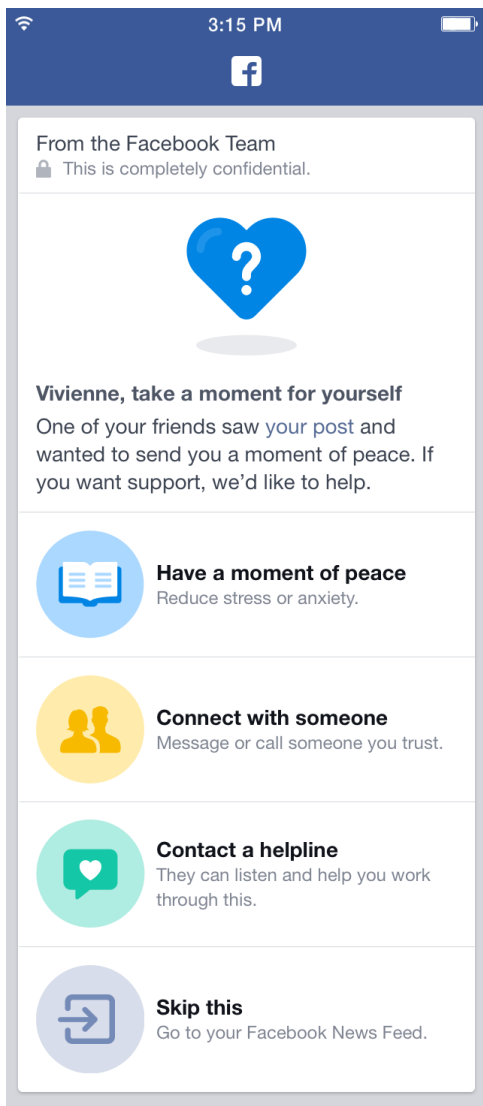 3:15 PM
f
From the Facebook Team
This is completely confidential.
?
Vivienne, take a moment for yourself
One of your friends saw your post and
wanted to send you a moment of peace. If
you want support, we’d like to help.
Have a moment of peace
Reduce stress or anxiety.
Connect with someone
Message or call someone you trust.
Contact a helpline
They can listen and help you work
through this.
Skip this
Go to your Facebook News Feed.